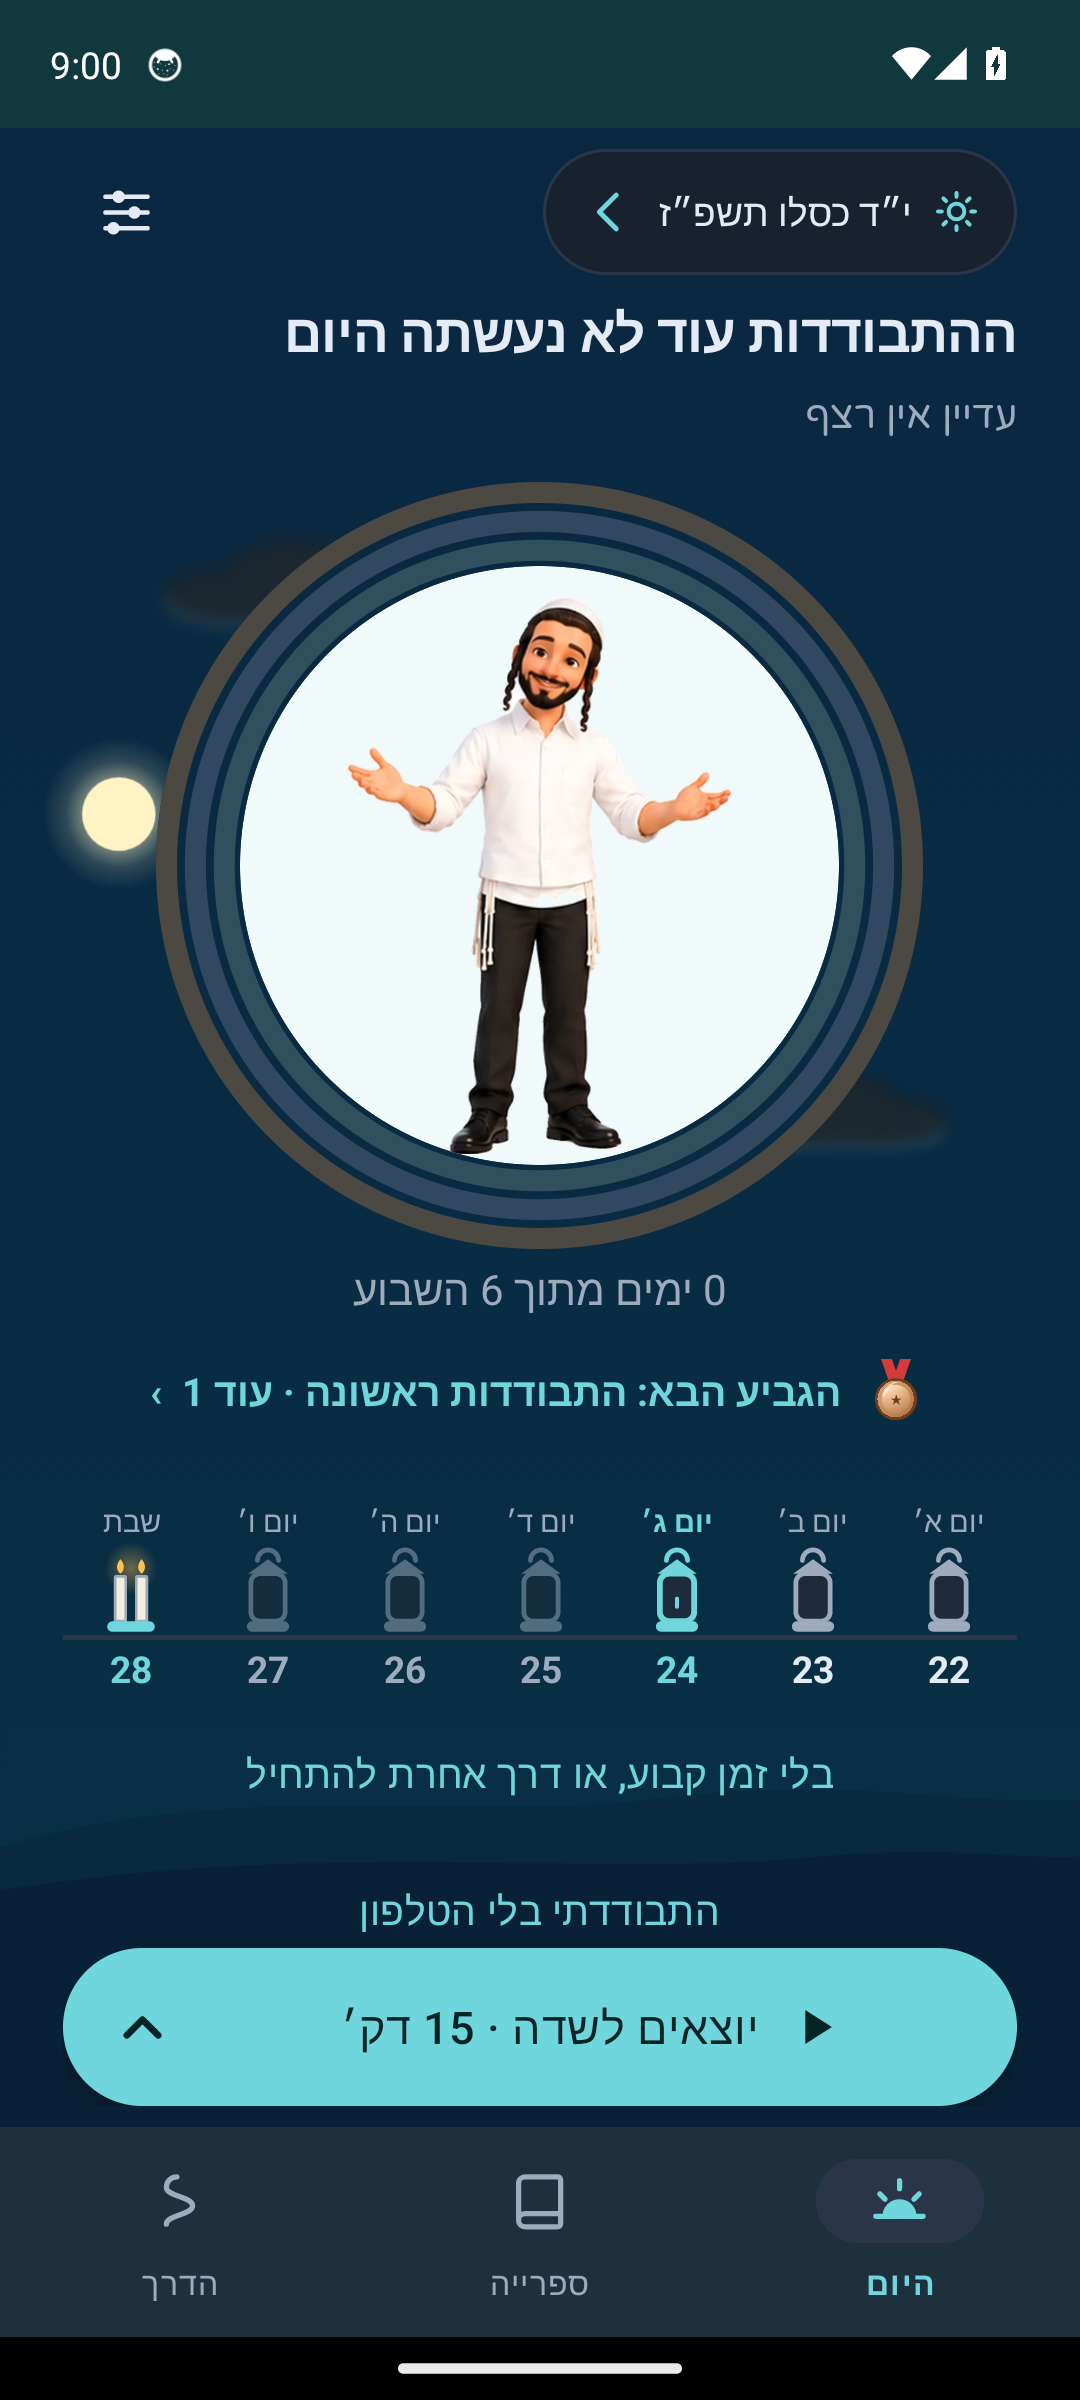 9:00
י״ד כסלו תשפ״ז
ההתבודדות עוד לא נעשתה היום
עדיין אין רצף
0 ימים מתוך 6 השבוע
הגביע הבא: התבודדות ראשונה · עוד 1 ›
יום א׳ יום ב׳ יום ג׳ יום ד׳ יום ה׳ יום ו׳ שבת
22 23 24 25 26 27 28
בלי זמן קבוע, או דרך אחרת להתחיל
התבודדתי בלי הטלפון
יוצאים לשדה · 15 דק׳
היום ספרייה הדרך